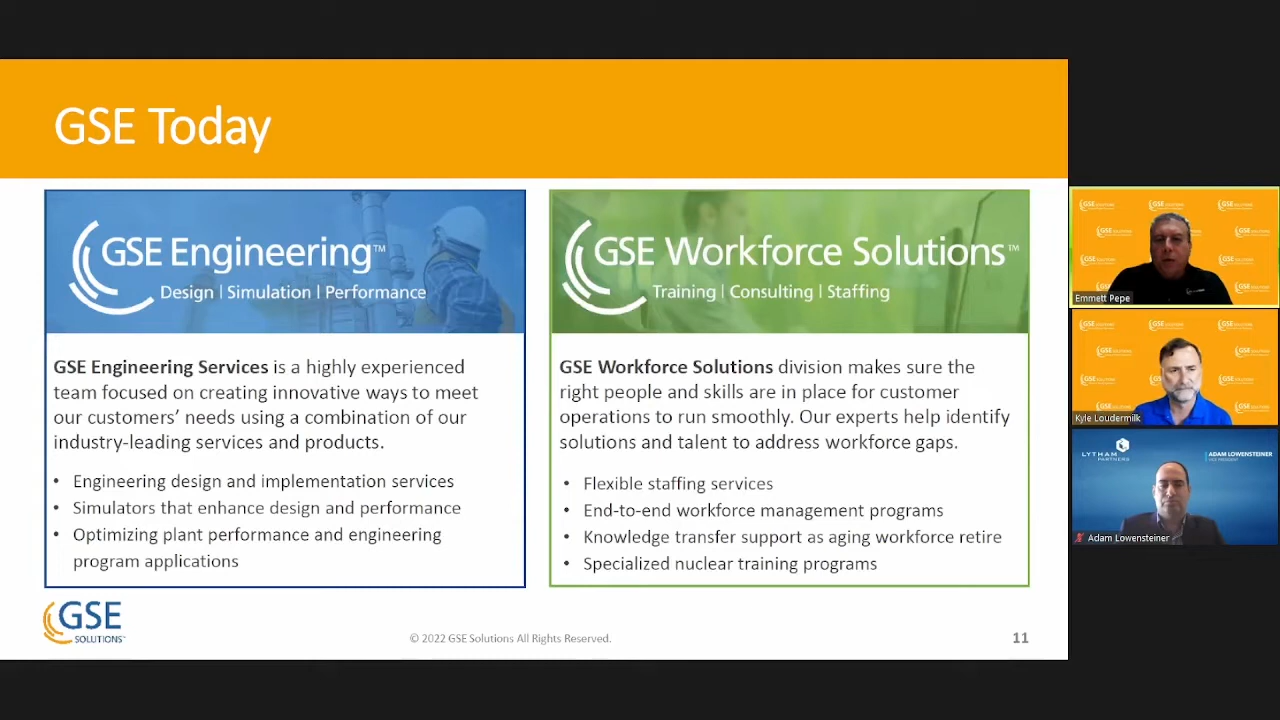 GSE Today
GSE Engineering™
Design | Simulation | Performance
GSE Engineering Services is a highly experienced
team focused on creating innovative ways to meet
our customers' needs using a combination of our
industry-leading services and products.
• Engineering design and implementation services
• Simulators that enhance design and performance
• Optimizing plant performance and engineering
program applications
GSE Workforce Solutions™
Training | Consulting | Staffing
GSE Workforce Solutions division makes sure the
right people and skills are in place for customer
operations to run smoothly. Our experts help identify
solutions and talent to address workforce gaps.
• Flexible staffing services
• End-to-end workforce management programs
• Knowledge transfer support as aging workforce retire
• Specialized nuclear training programs
GSE
SOLUTIONS™
© 2022 GSE Solutions All Rights Reserved.
11
Emmett Pepe
Kyle Loudermilk
LYTHAM
PARTNERS
ADAM LOWENSTEINER
VICE PRESIDENT
Adam Lowensteiner